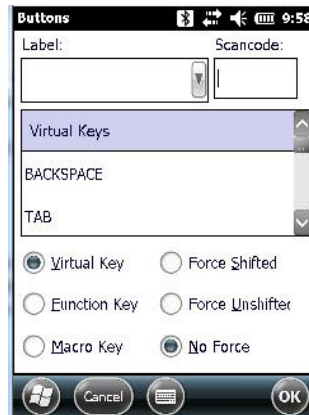 Buttons 9:58
Label: Scancode:
Virtual Keys
BACKSPACE
TAB
Virtual Key Force Shifted
Function Key Force Unshifted
Macro Key No Force
Cancel OK